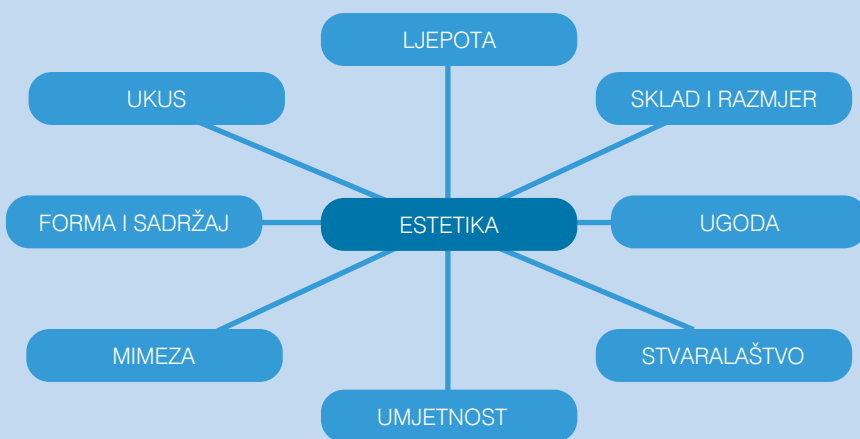 LJEPOTA
UKUS
SKLAD I RAZMJER
FORMA I SADRŽAJ
ESTETIKA
UGODA
MIMEZA
STVARALAŠTVO
UMJETNOST